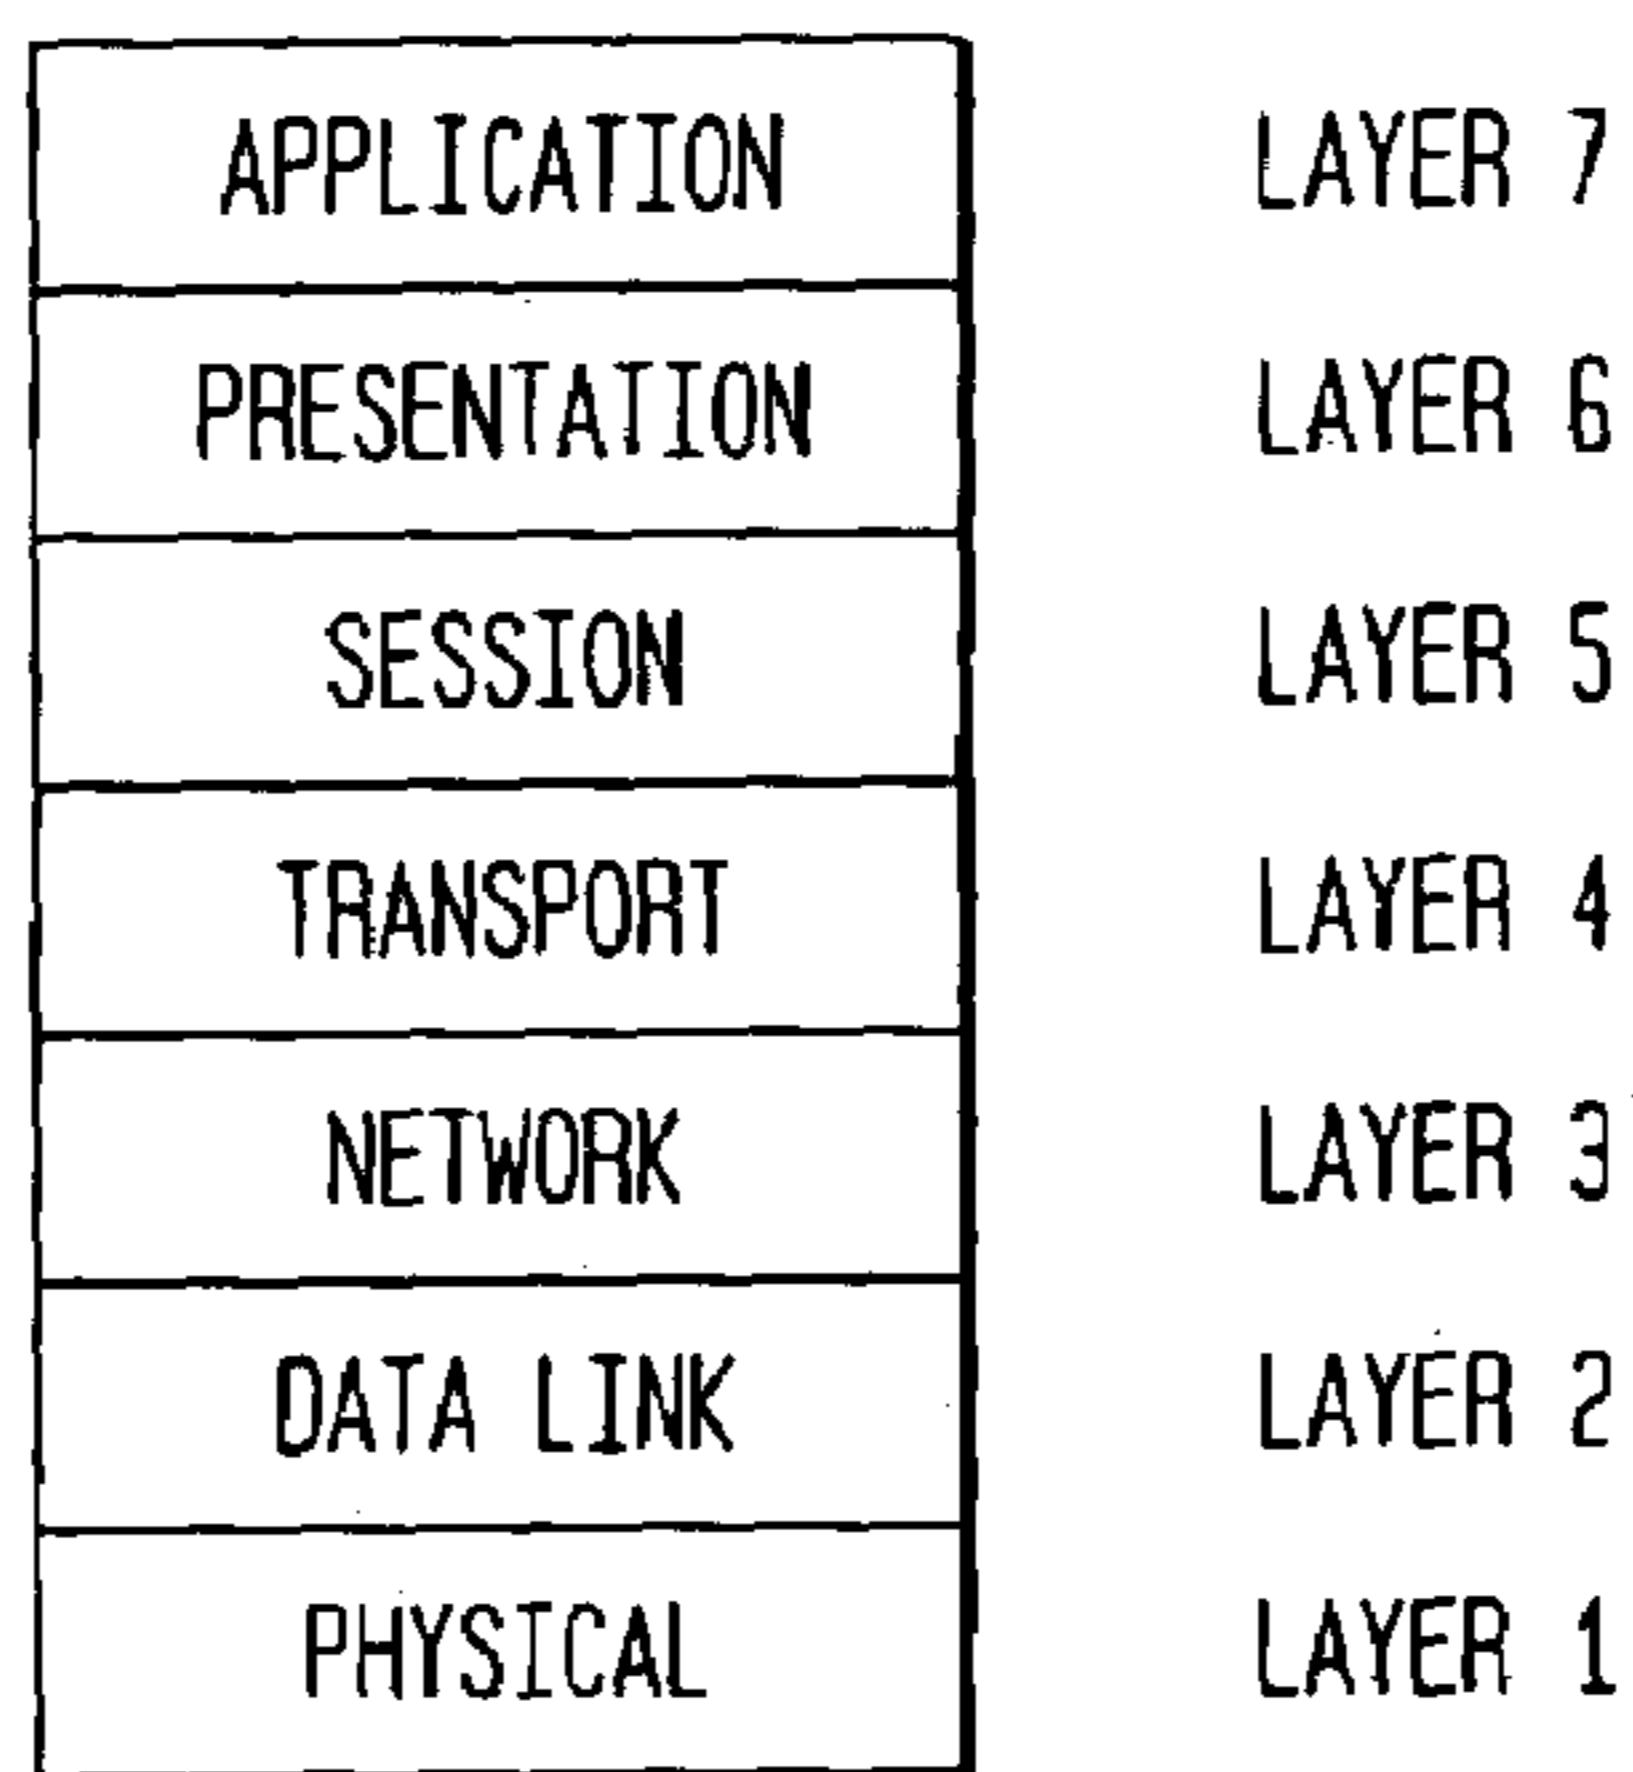 APPLICATION LAYER 7
PRESENTATION LAYER 6
SESSION LAYER 5
TRANSPORT LAYER 4
NETWORK LAYER 3
DATA LINK LAYER 2
PHYSICAL LAYER 1